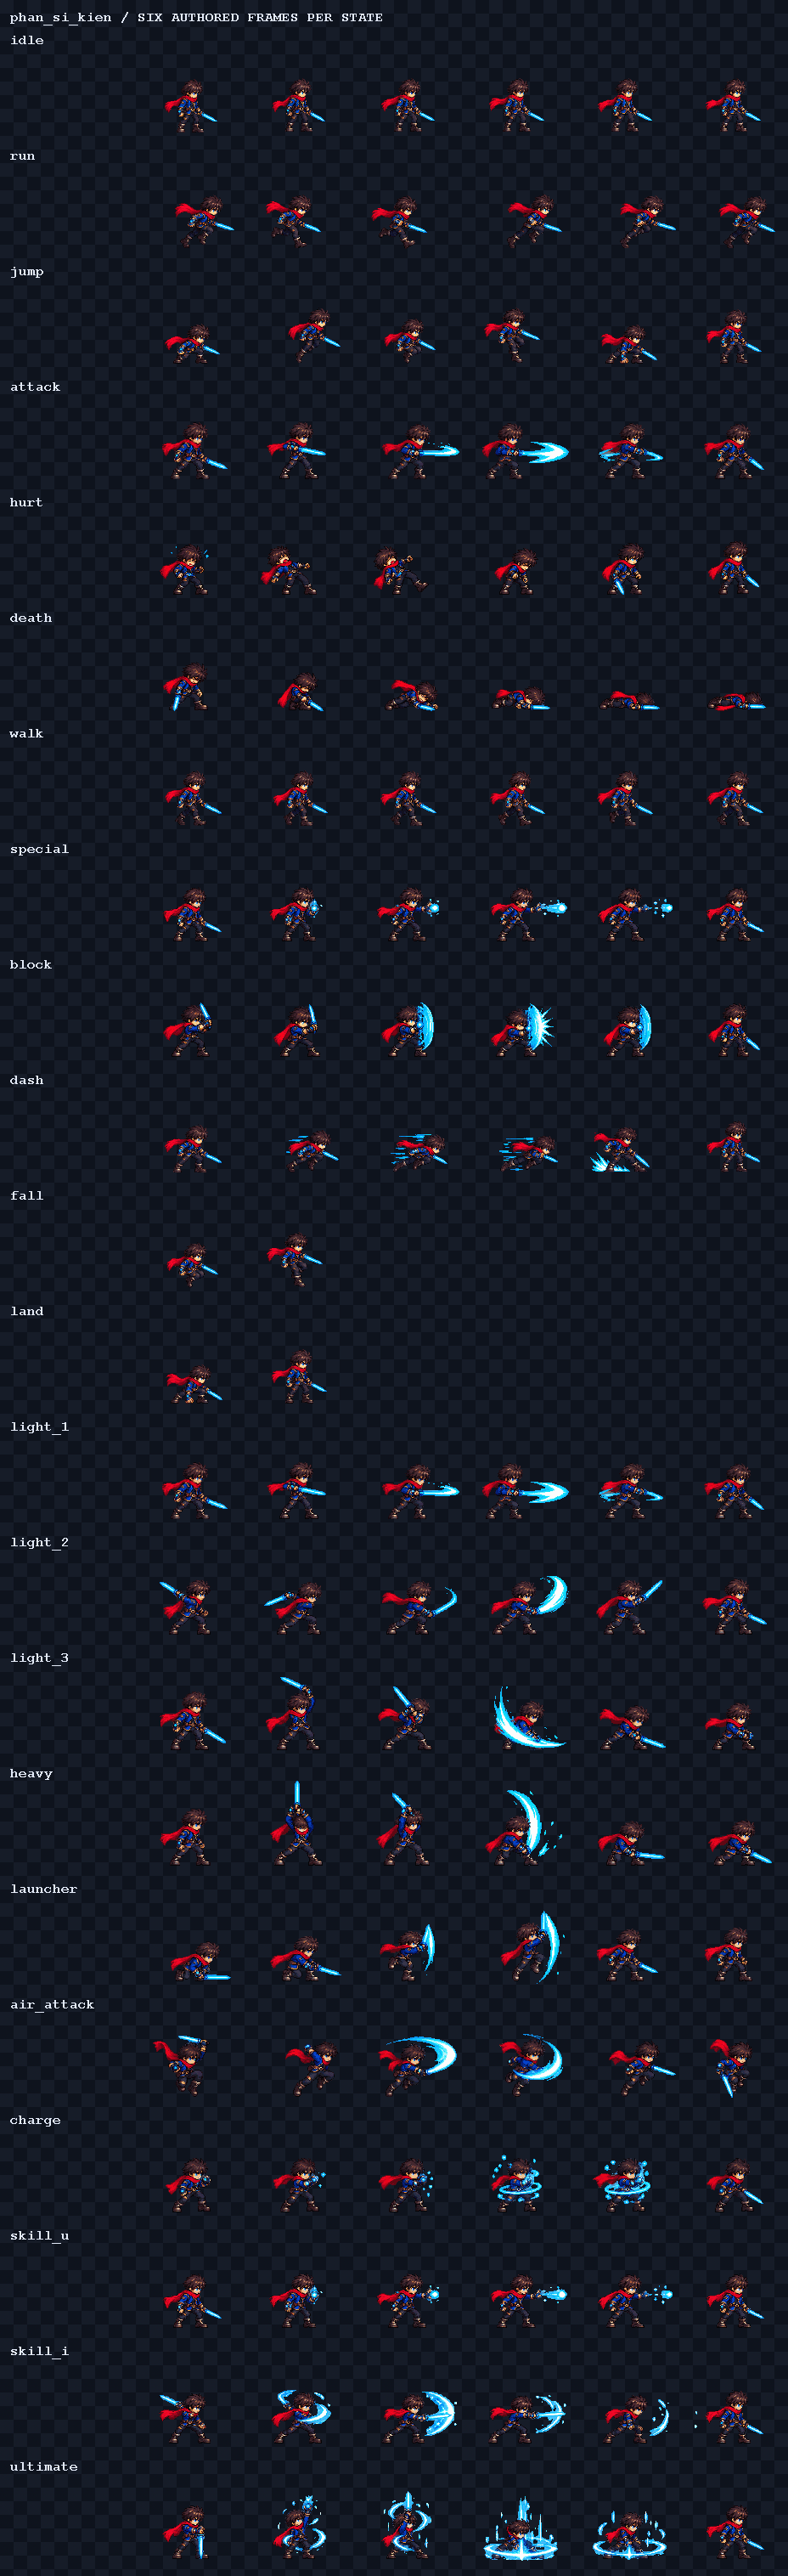 phan_si_kien / SIX AUTHORED FRAMES PER STATE
idle
run
jump
attack
hurt
death
walk
special
block
dash
fall
land
light_1
light_2
light_3
heavy
launcher
air_attack
charge
skill_u
skill_i
ultimate